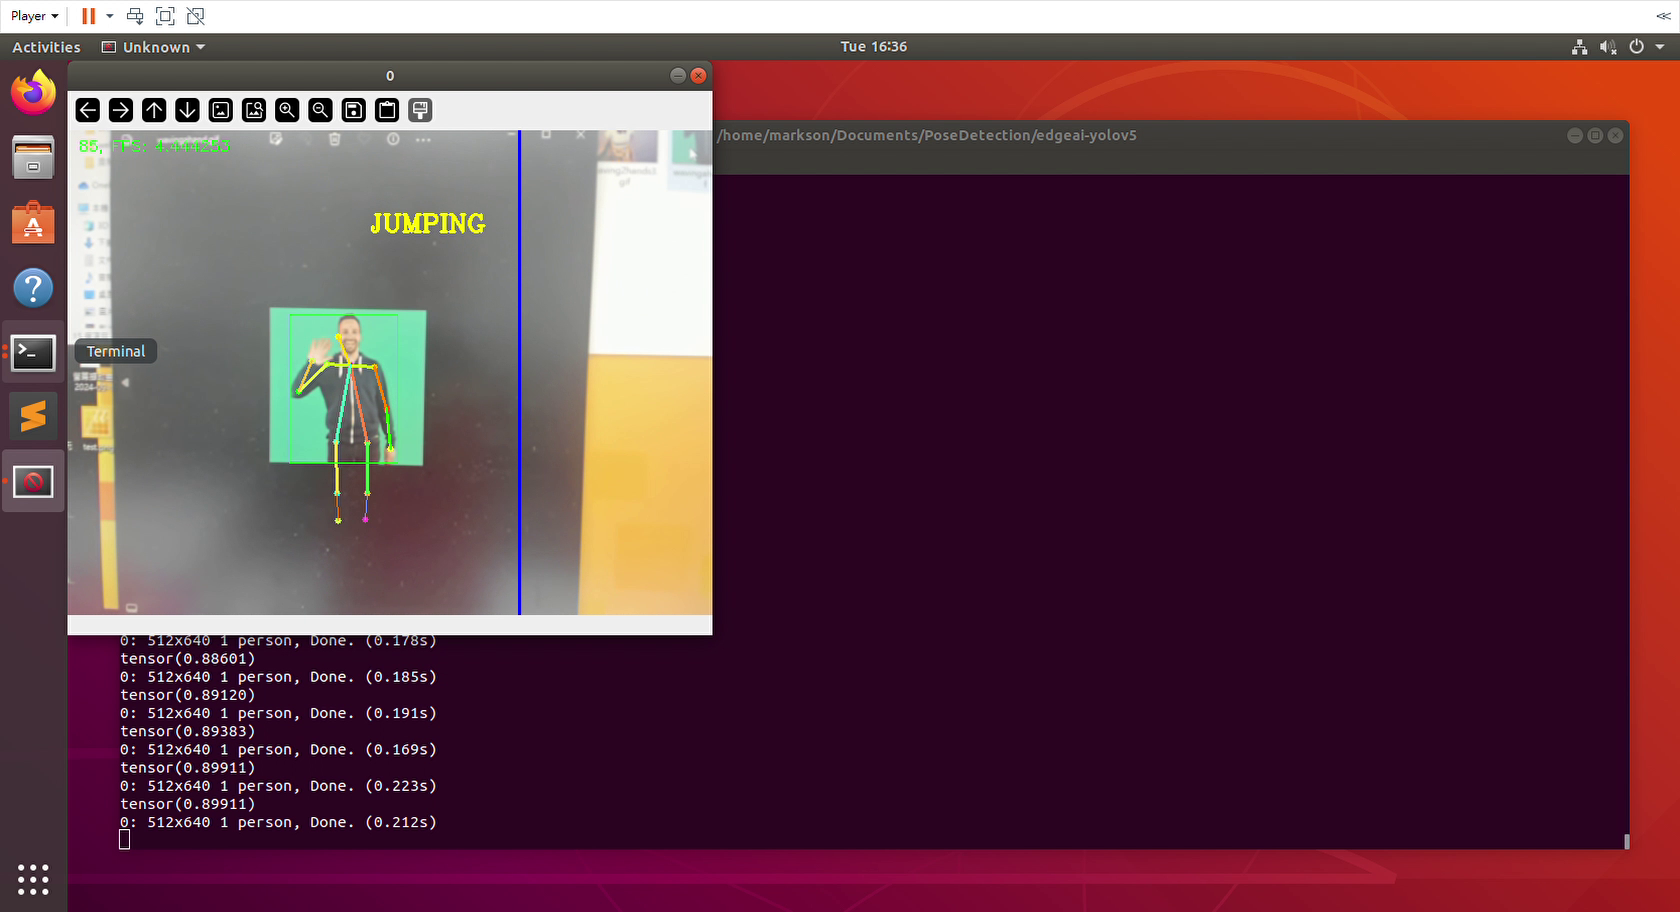 Player
Activities
Unknown
Tue 16:36
0
/home/markson/Documents/PoseDetection/edgeai-yolov5
85, FPS: 4.444253
JUMPING
Terminal
0: 512x640 1 person, Done. (0.178s)
tensor(0.88601)
0: 512x640 1 person, Done. (0.185s)
tensor(0.89120)
0: 512x640 1 person, Done. (0.191s)
tensor(0.89383)
0: 512x640 1 person, Done. (0.169s)
tensor(0.89911)
0: 512x640 1 person, Done. (0.223s)
tensor(0.89911)
0: 512x640 1 person, Done. (0.212s)